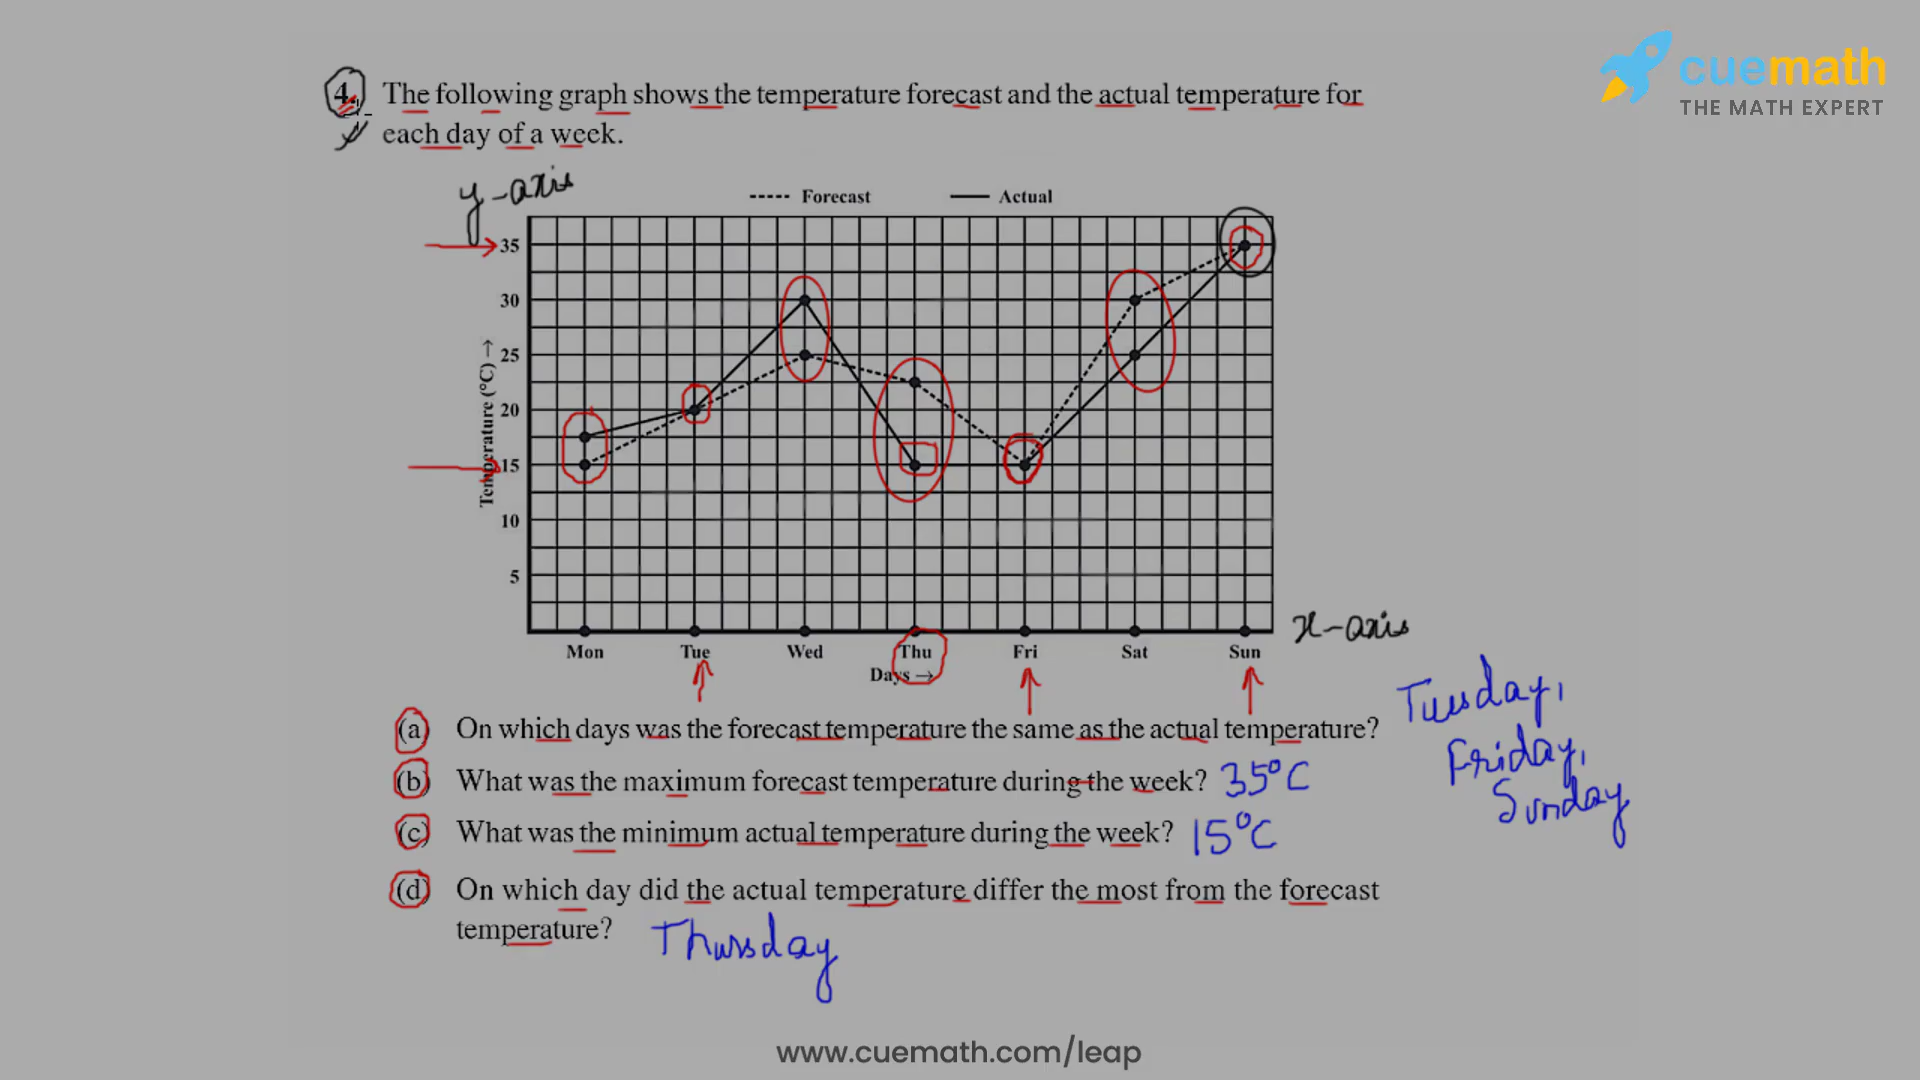 cuemath
THE MATH EXPERT
4. The following graph shows the temperature forecast and the actual temperature for
each day of a week.
y-axis
Forecast
Actual
35
30
25
20
15
10
5
Temperature (°C) →
Mon Tue Wed Thu Fri Sat Sun
Days →
x-axis
(a) On which days was the forecast temperature the same as the actual temperature?
Tuesday,
Friday,
Sunday
(b) What was the maximum forecast temperature during the week? 35°C
(c) What was the minimum actual temperature during the week? 15°C
(d) On which day did the actual temperature differ the most from the forecast
temperature? Thursday
www.cuemath.com/leap